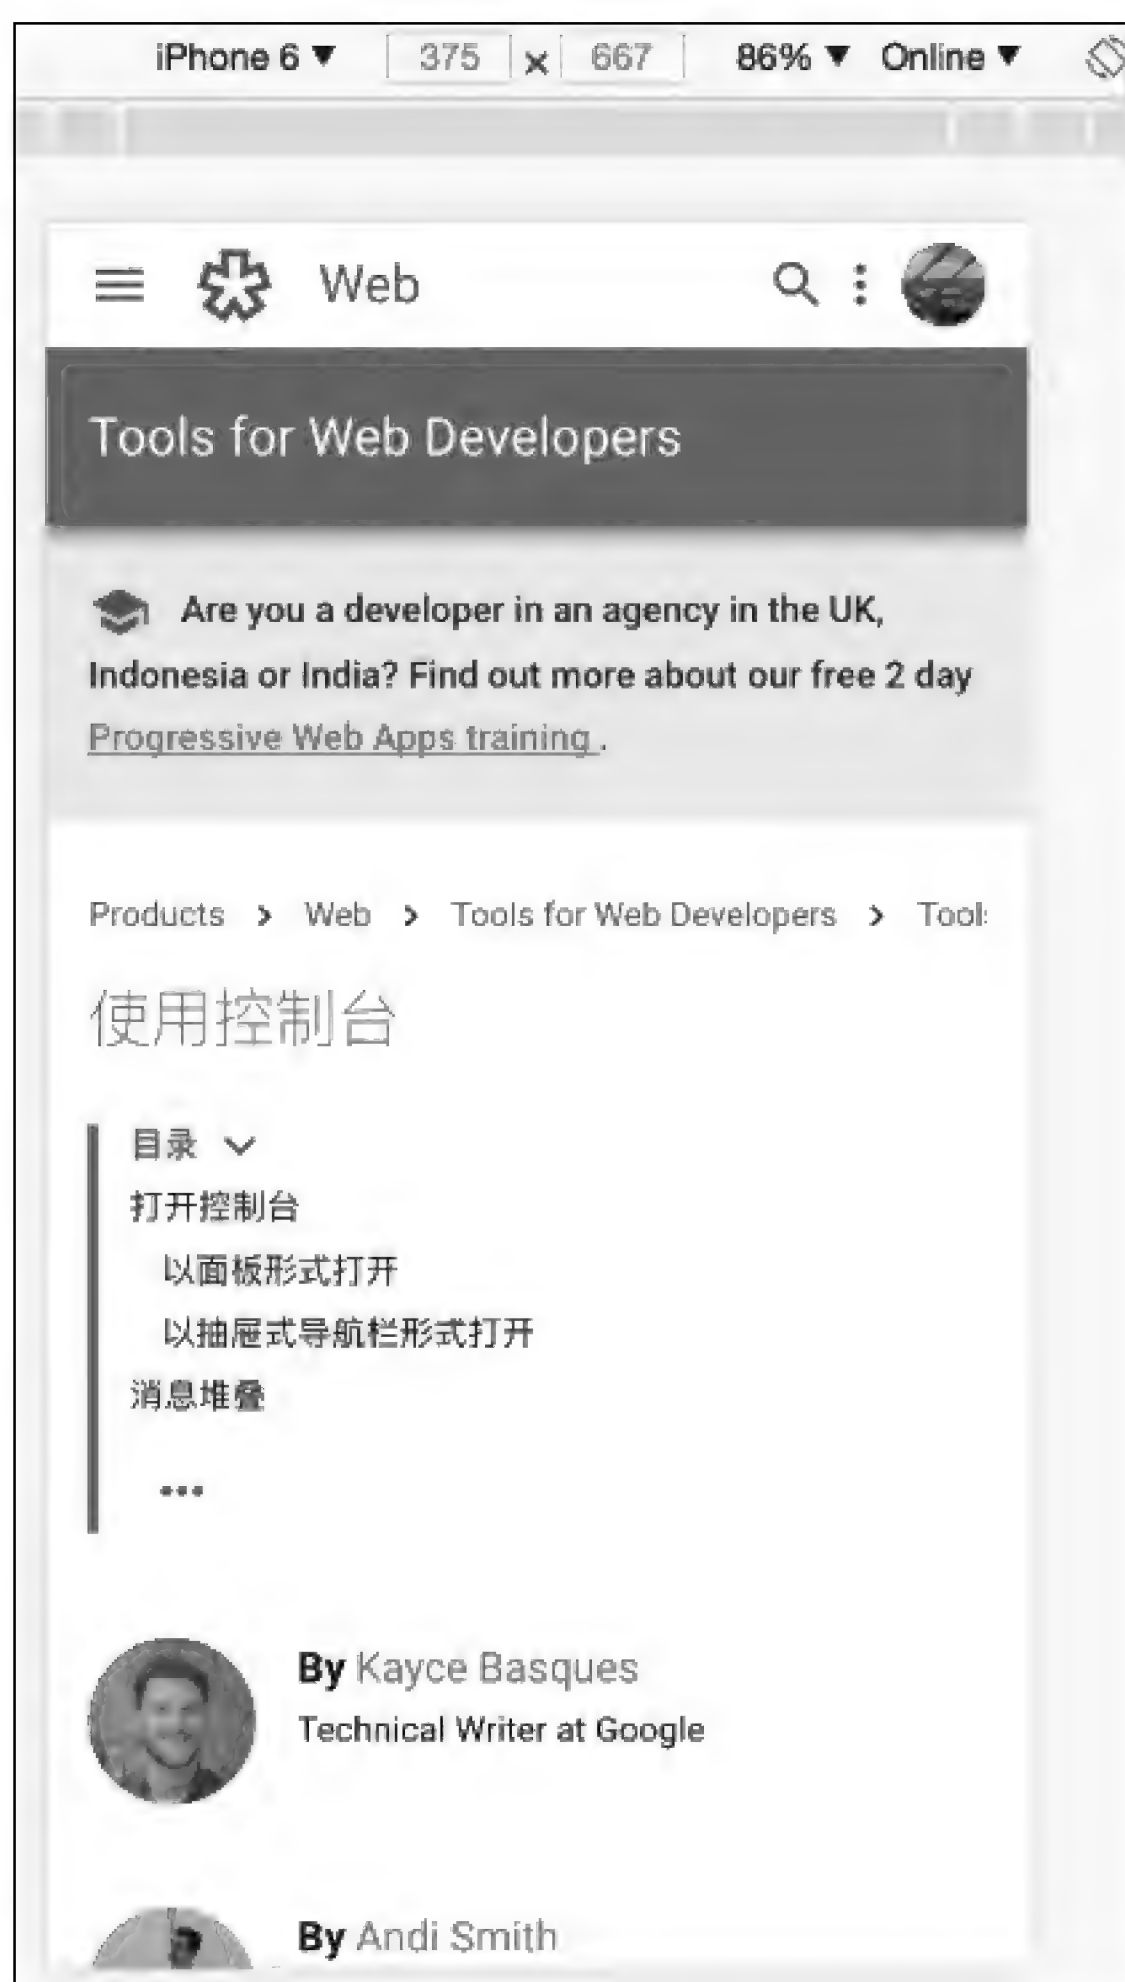 iPhone 6 ▼ 375 × 667 86% ▼ Online ▼
Web
Tools for Web Developers
Are you a developer in an agency in the UK,
Indonesia or India? Find out more about our free 2 day
Progressive Web Apps training .
Products > Web > Tools for Web Developers > Tools
使用控制台
目录
打开控制台
以面板形式打开
以抽屉式导航栏形式打开
消息堆叠
•••
By Kayce Basques
Technical Writer at Google
By Andi Smith